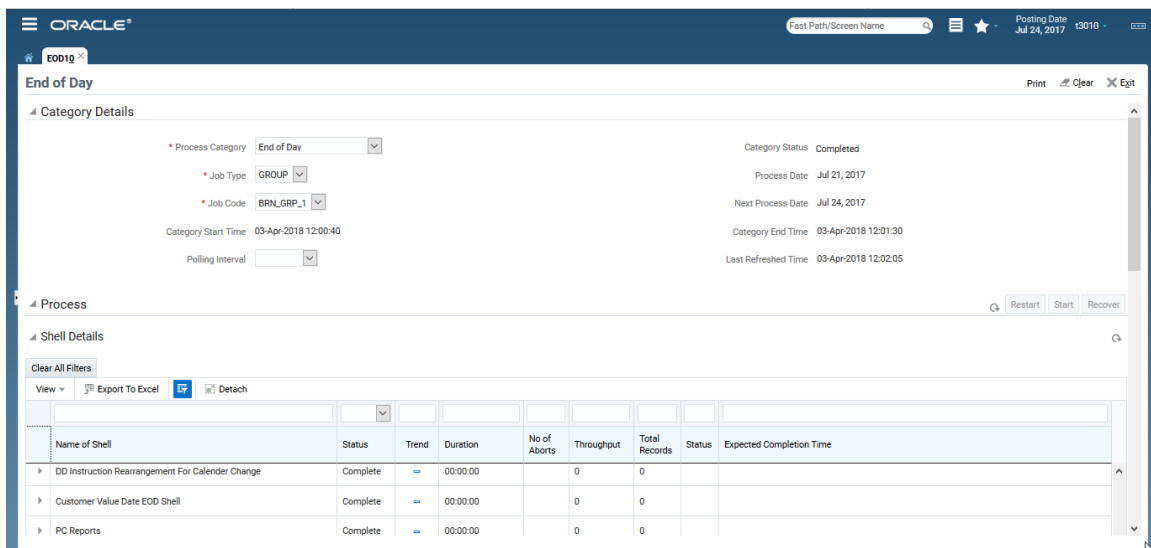 ORACLE®
Fast Path/Screen Name
Posting Date
Jul 24, 2017
t3010
EOD10
End of Day
Print Clear Exit
Category Details
* Process Category End of Day
Category Status Completed
* Job Type GROUP
Process Date Jul 21, 2017
* Job Code BRN_GRP_1
Next Process Date Jul 24, 2017
Category Start Time 03-Apr-2018 12:00:40
Category End Time 03-Apr-2018 12:01:30
Polling Interval
Last Refreshed Time 03-Apr-2018 12:02:05
Process
Restart Start Recover
Shell Details
Clear All Filters
View Export To Excel Detach
Name of Shell Status Trend Duration No of Aborts Throughput Total Records Status Expected Completion Time
DD Instruction Rearrangement For Calender Change Complete 00:00:00 0 0
Customer Value Date EOD Shell Complete 00:00:00 0 0
PC Reports Complete 00:00:00 0 0